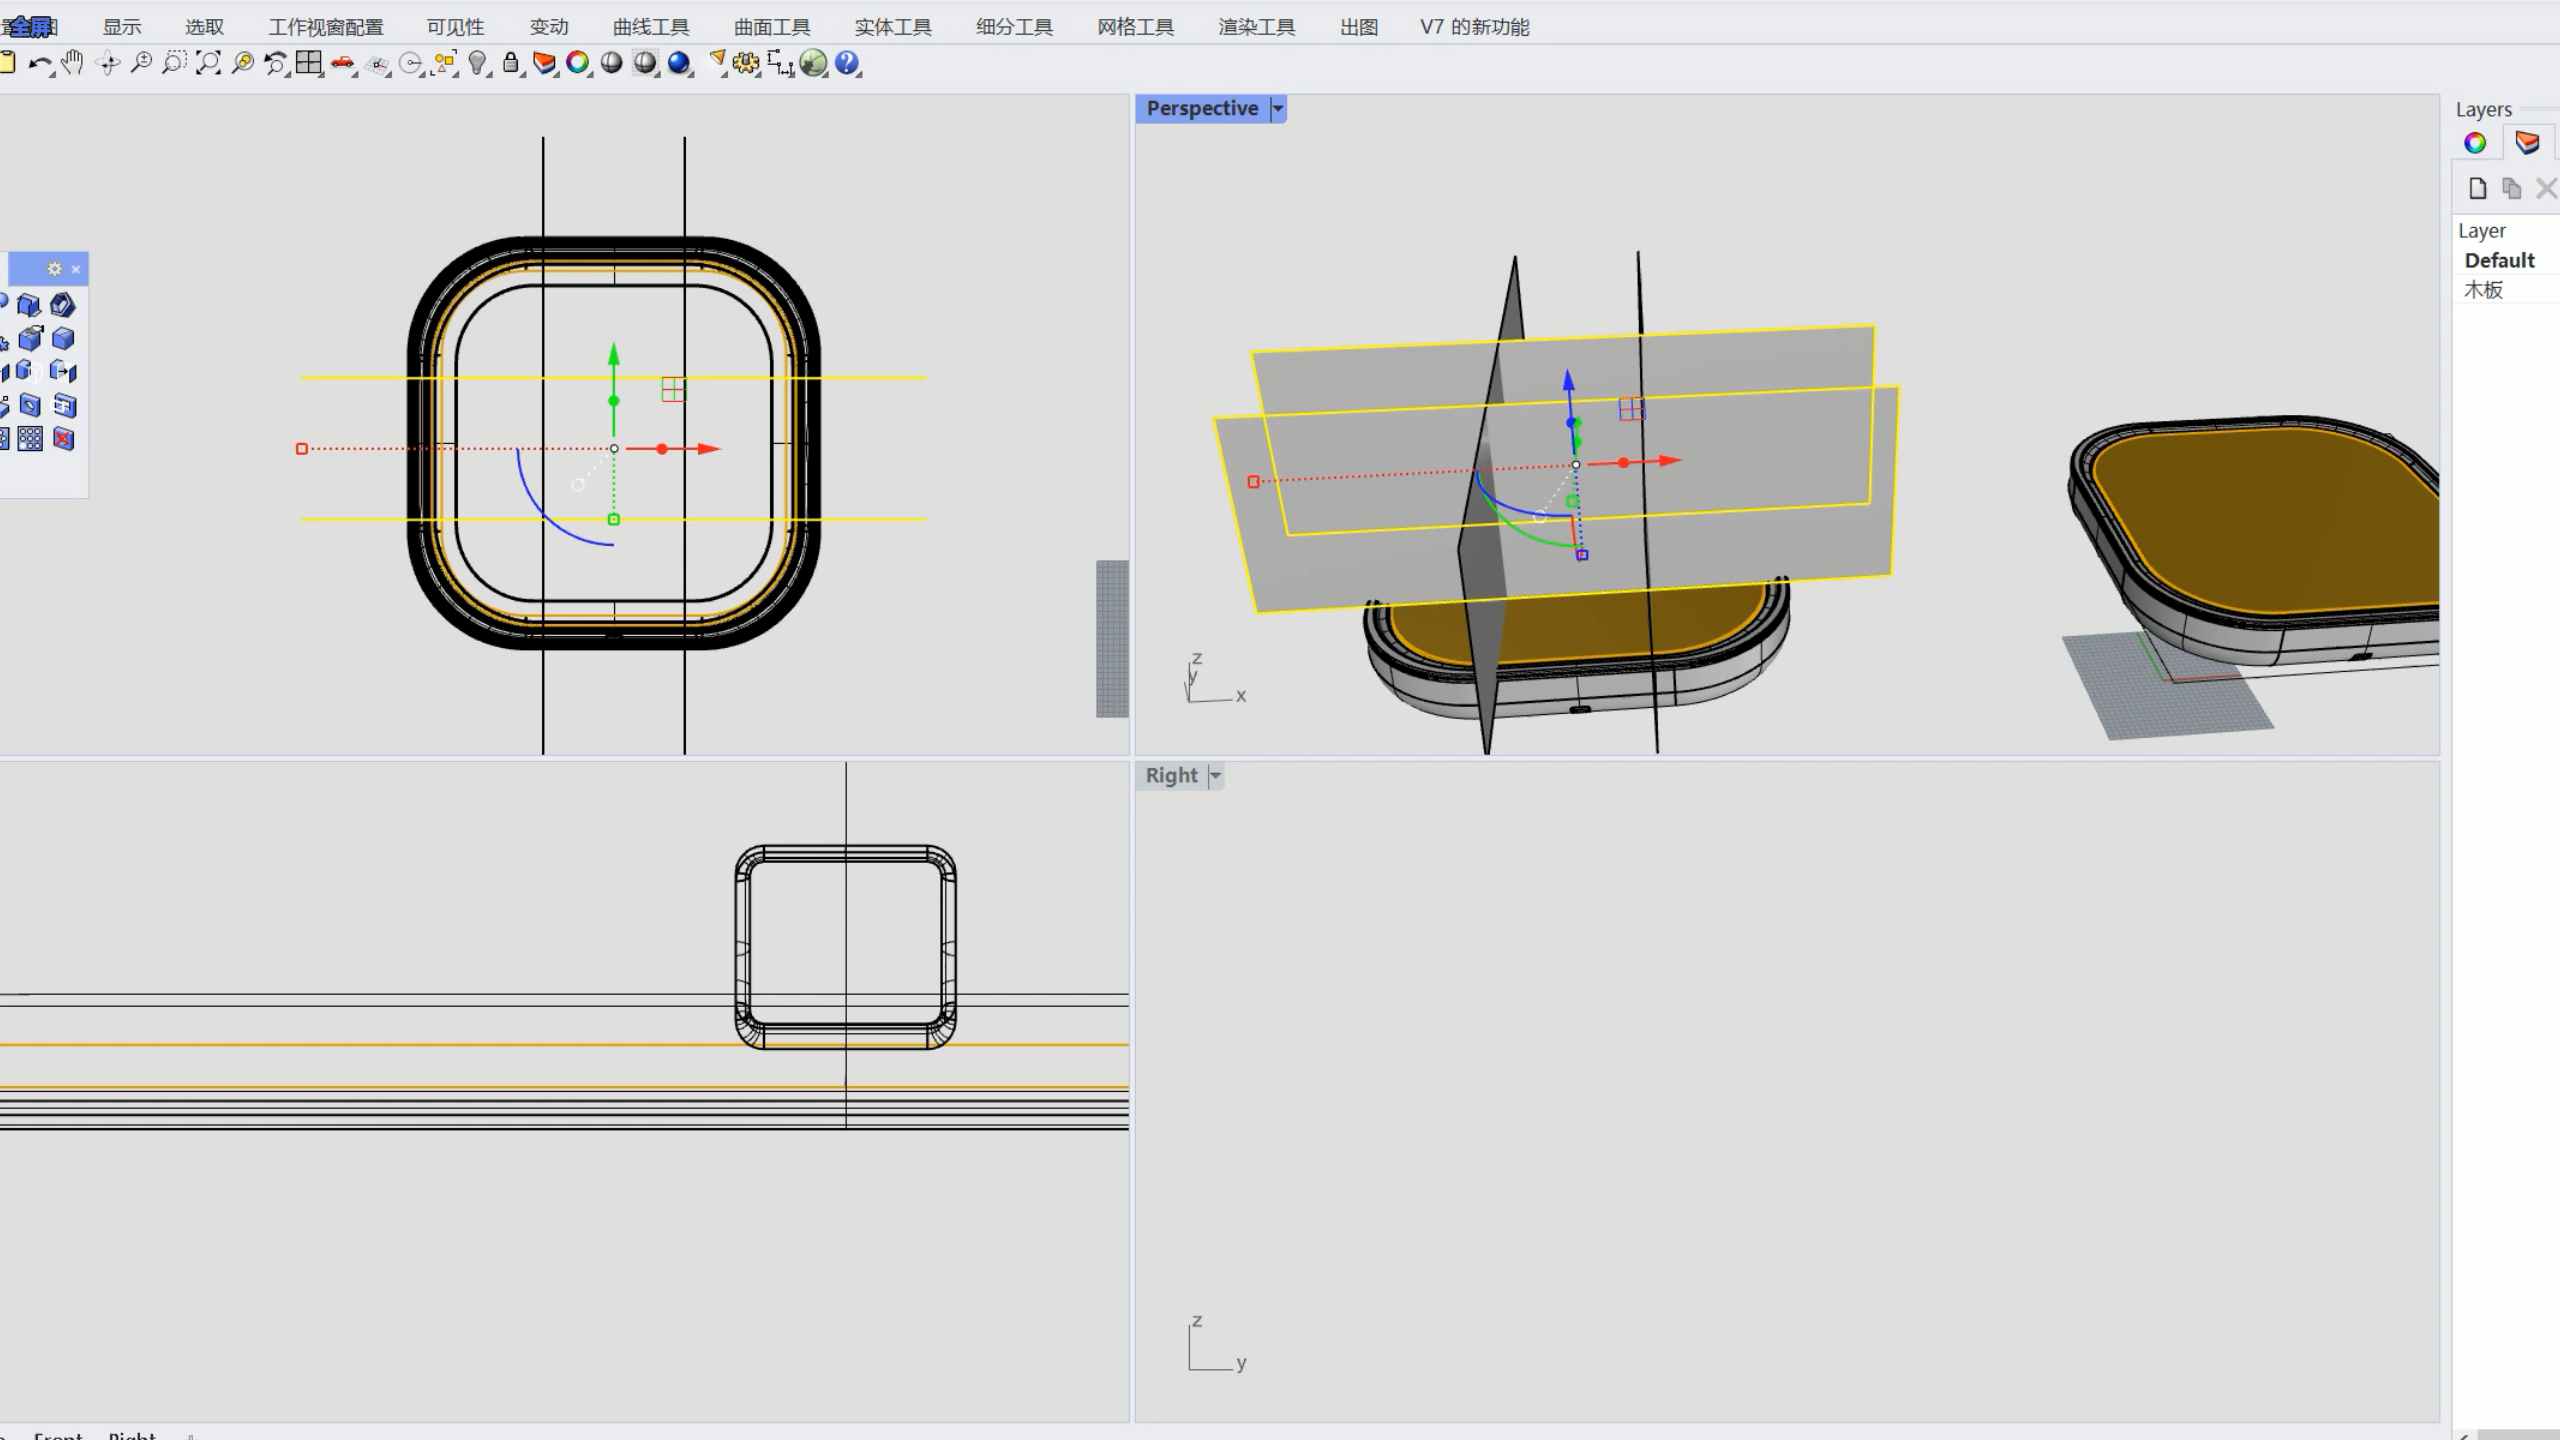 全屏 显示 选取 工作视窗配置 可见性 变动 曲线工具 曲面工具 实体工具 细分工具 网格工具 渲染工具 出图 V7 的新功能
Perspective
Layers
Layer
Default
木板
z
y
x
Right
z
y
Front Right